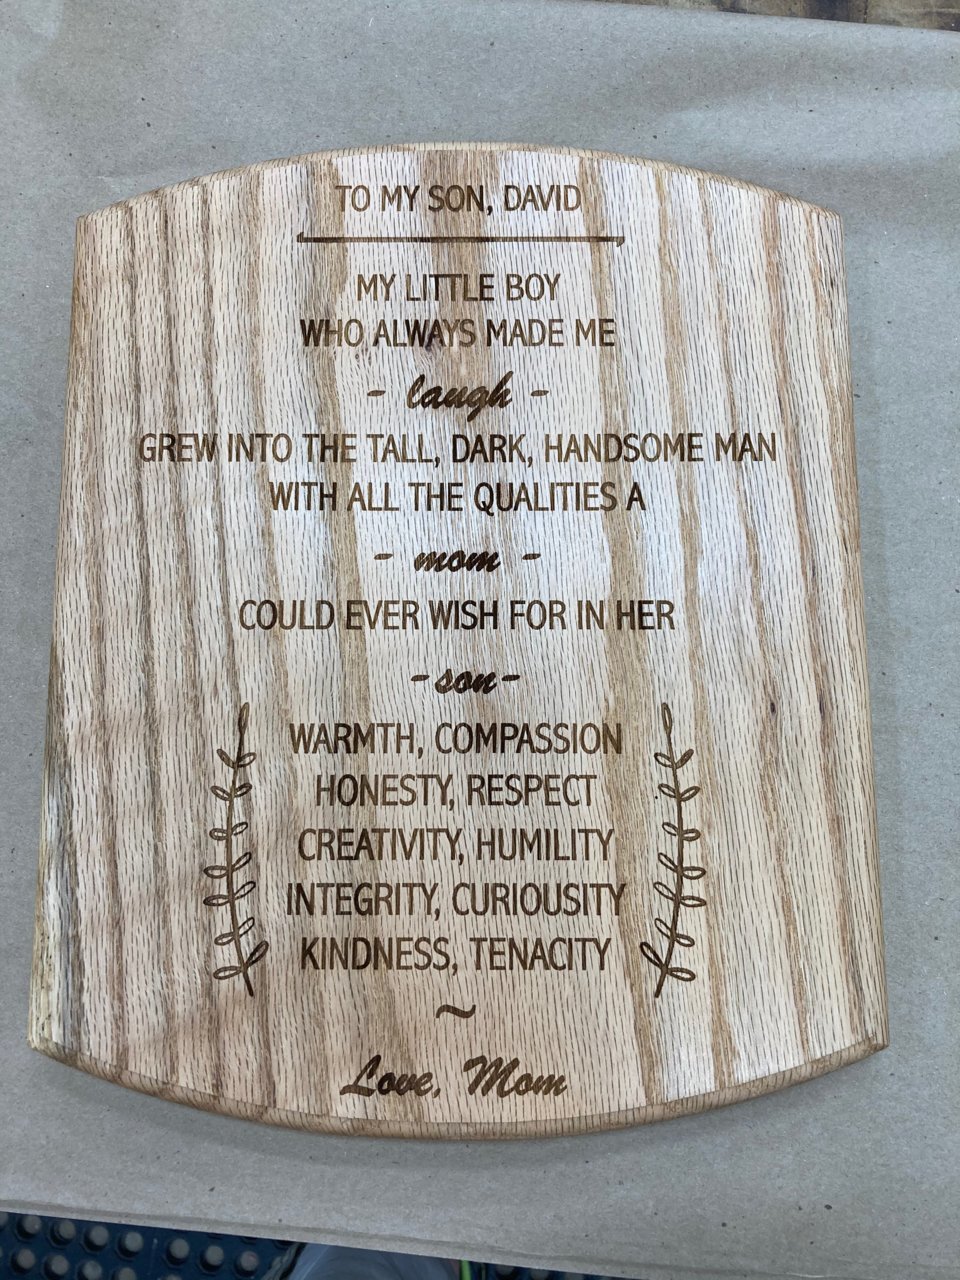 TO MY SON, DAVID
MY LITTLE BOY
WHO ALWAYS MADE ME
- laugh -
GREW INTO THE TALL, DARK, HANDSOME MAN
WITH ALL THE QUALITIES A
- mom -
COULD EVER WISH FOR IN HER
-son-
WARMTH, COMPASSION
HONESTY, RESPECT
CREATIVITY, HUMILITY
INTEGRITY, CURIOUSITY
KINDNESS, TENACITY
~
Love, Mom